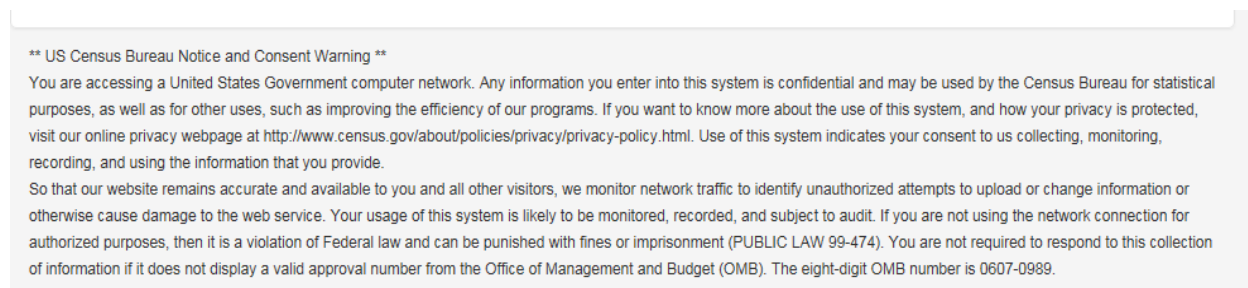 ** US Census Bureau Notice and Consent Warning **
You are accessing a United States Government computer network. Any information you enter into this system is confidential and may be used by the Census Bureau for statistical
purposes, as well as for other uses, such as improving the efficiency of our programs. If you want to know more about the use of this system, and how your privacy is protected,
visit our online privacy webpage at http://www.census.gov/about/policies/privacy/privacy-policy.html. Use of this system indicates your consent to us collecting, monitoring,
recording, and using the information that you provide.
So that our website remains accurate and available to you and all other visitors, we monitor network traffic to identify unauthorized attempts to upload or change information or
otherwise cause damage to the web service. Your usage of this system is likely to be monitored, recorded, and subject to audit. If you are not using the network connection for
authorized purposes, then it is a violation of Federal law and can be punished with fines or imprisonment (PUBLIC LAW 99-474). You are not required to respond to this collection
of information if it does not display a valid approval number from the Office of Management and Budget (OMB). The eight-digit OMB number is 0607-0989.